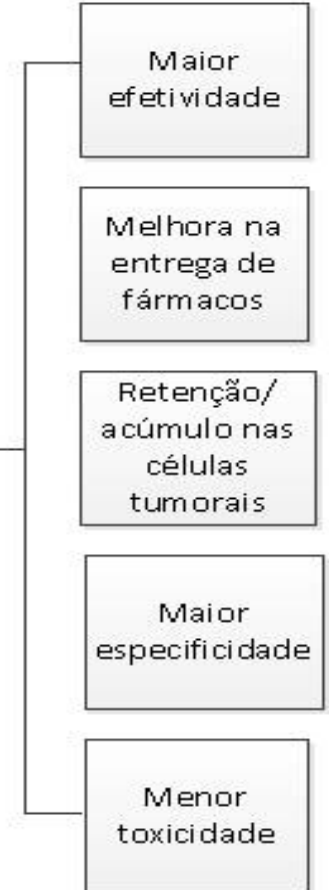 Maior
efetividade
Melhora na
entrega de
fármacos
Retenção/
acúmulo nas
células
tumorais
Maior
especificidade
Menor
toxicidade